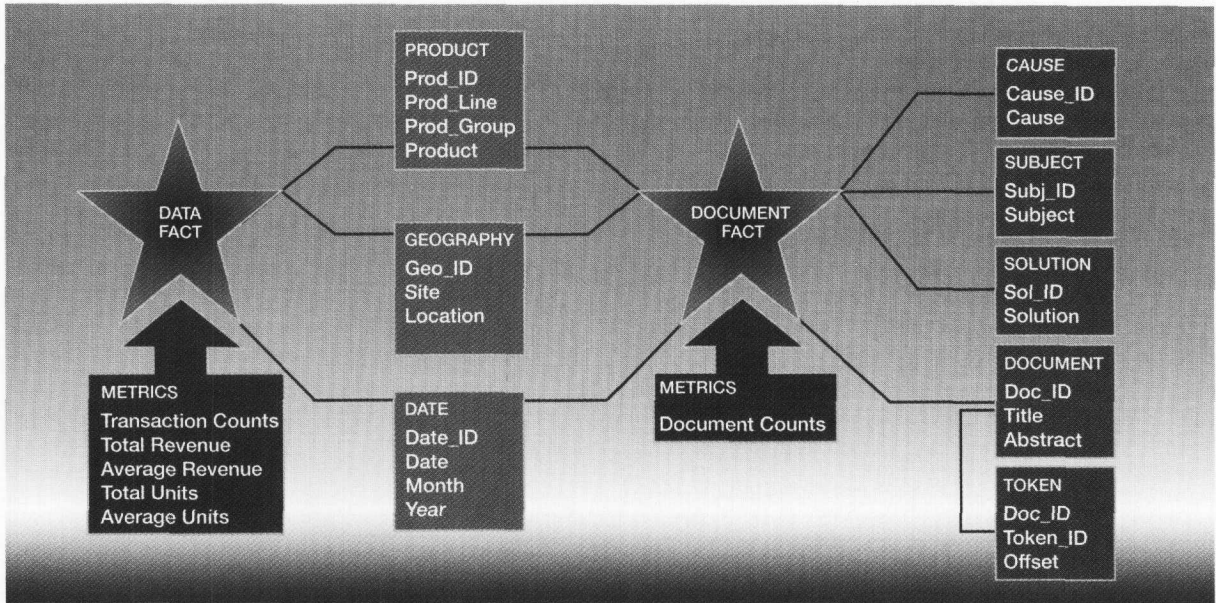 DATA
FACT
METRICS
Transaction Counts
Total Revenue
Average Revenue
Total Units
Average Units
PRODUCT
Prod_ID
Prod_Line
Prod_Group
Product
GEOGRAPHY
Geo_ID
Site
Location
DATE
Date_ID
Date
Month
Year
DOCUMENT
FACT
METRICS
Document Counts
CAUSE
Cause_ID
Cause
SUBJECT
Subj_ID
Subject
SOLUTION
Sol_ID
Solution
DOCUMENT
Doc_ID
Title
Abstract
TOKEN
Doc_ID
Token_ID
Offset